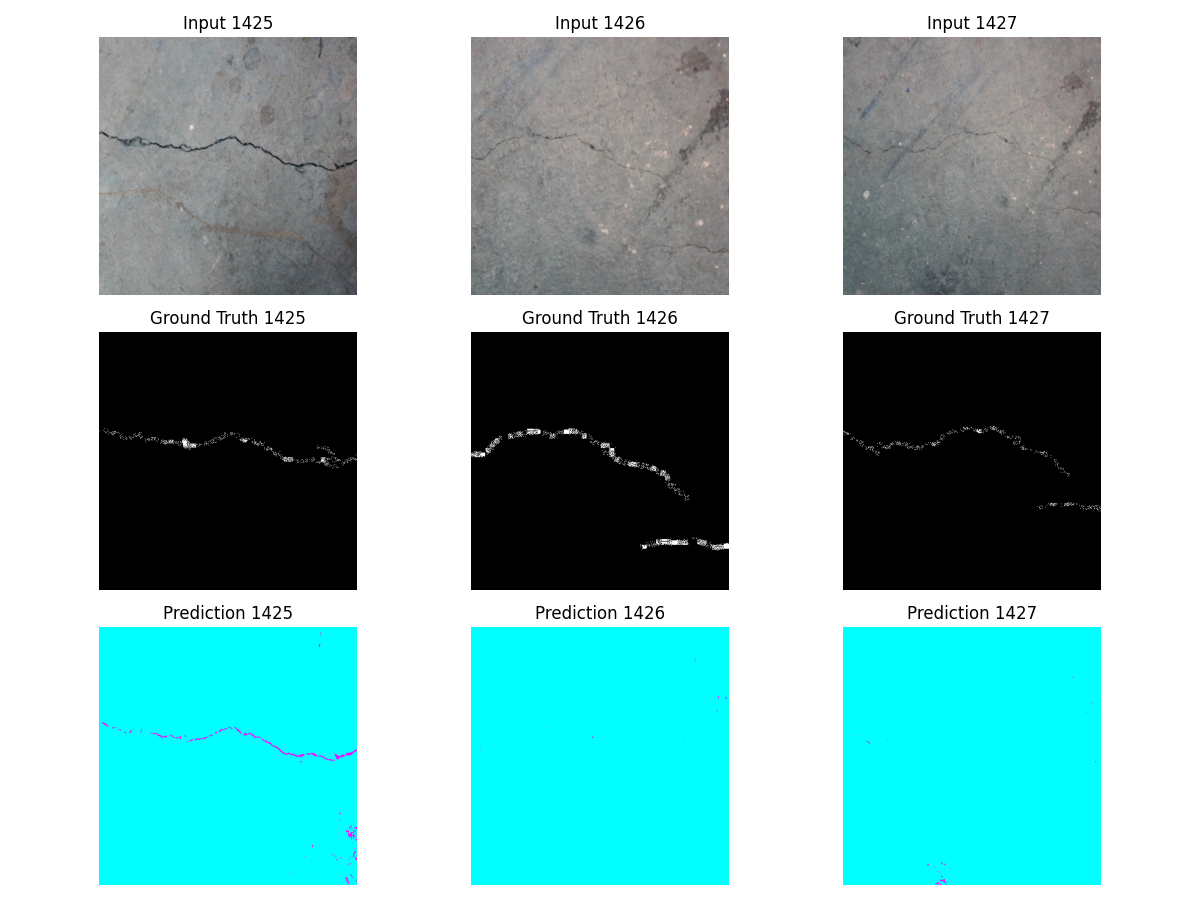 Input 1425
Input 1426
Input 1427
Ground Truth 1425
Ground Truth 1426
Ground Truth 1427
Prediction 1425
Prediction 1426
Prediction 1427